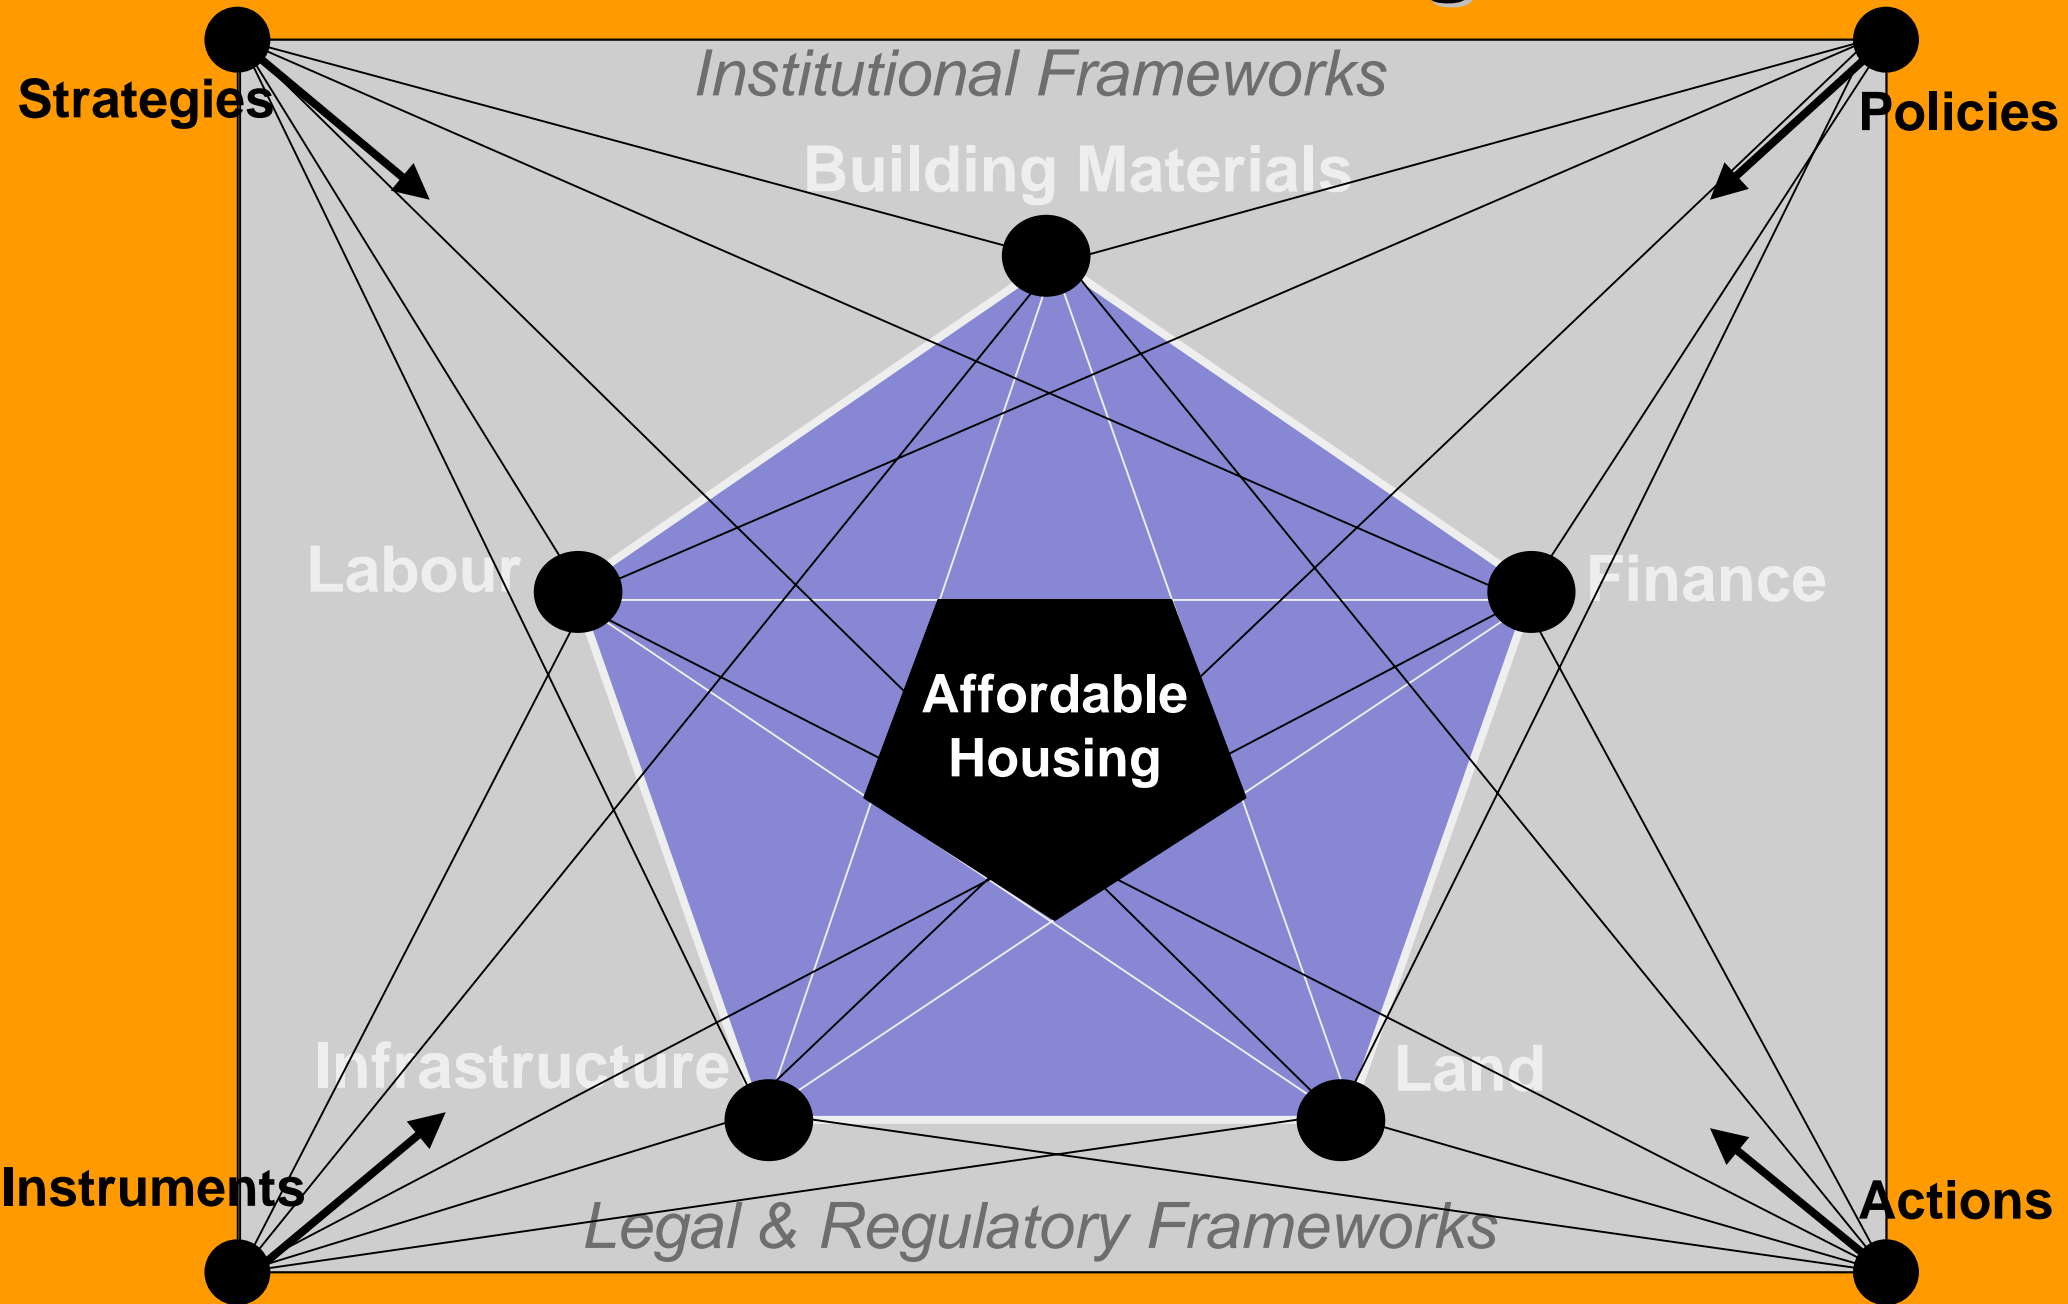 Institutional Frameworks
Strategies
Policies
Building Materials
Labour
Finance
Affordable
Housing
Infrastructure
Land
Instruments
Actions
Legal & Regulatory Frameworks